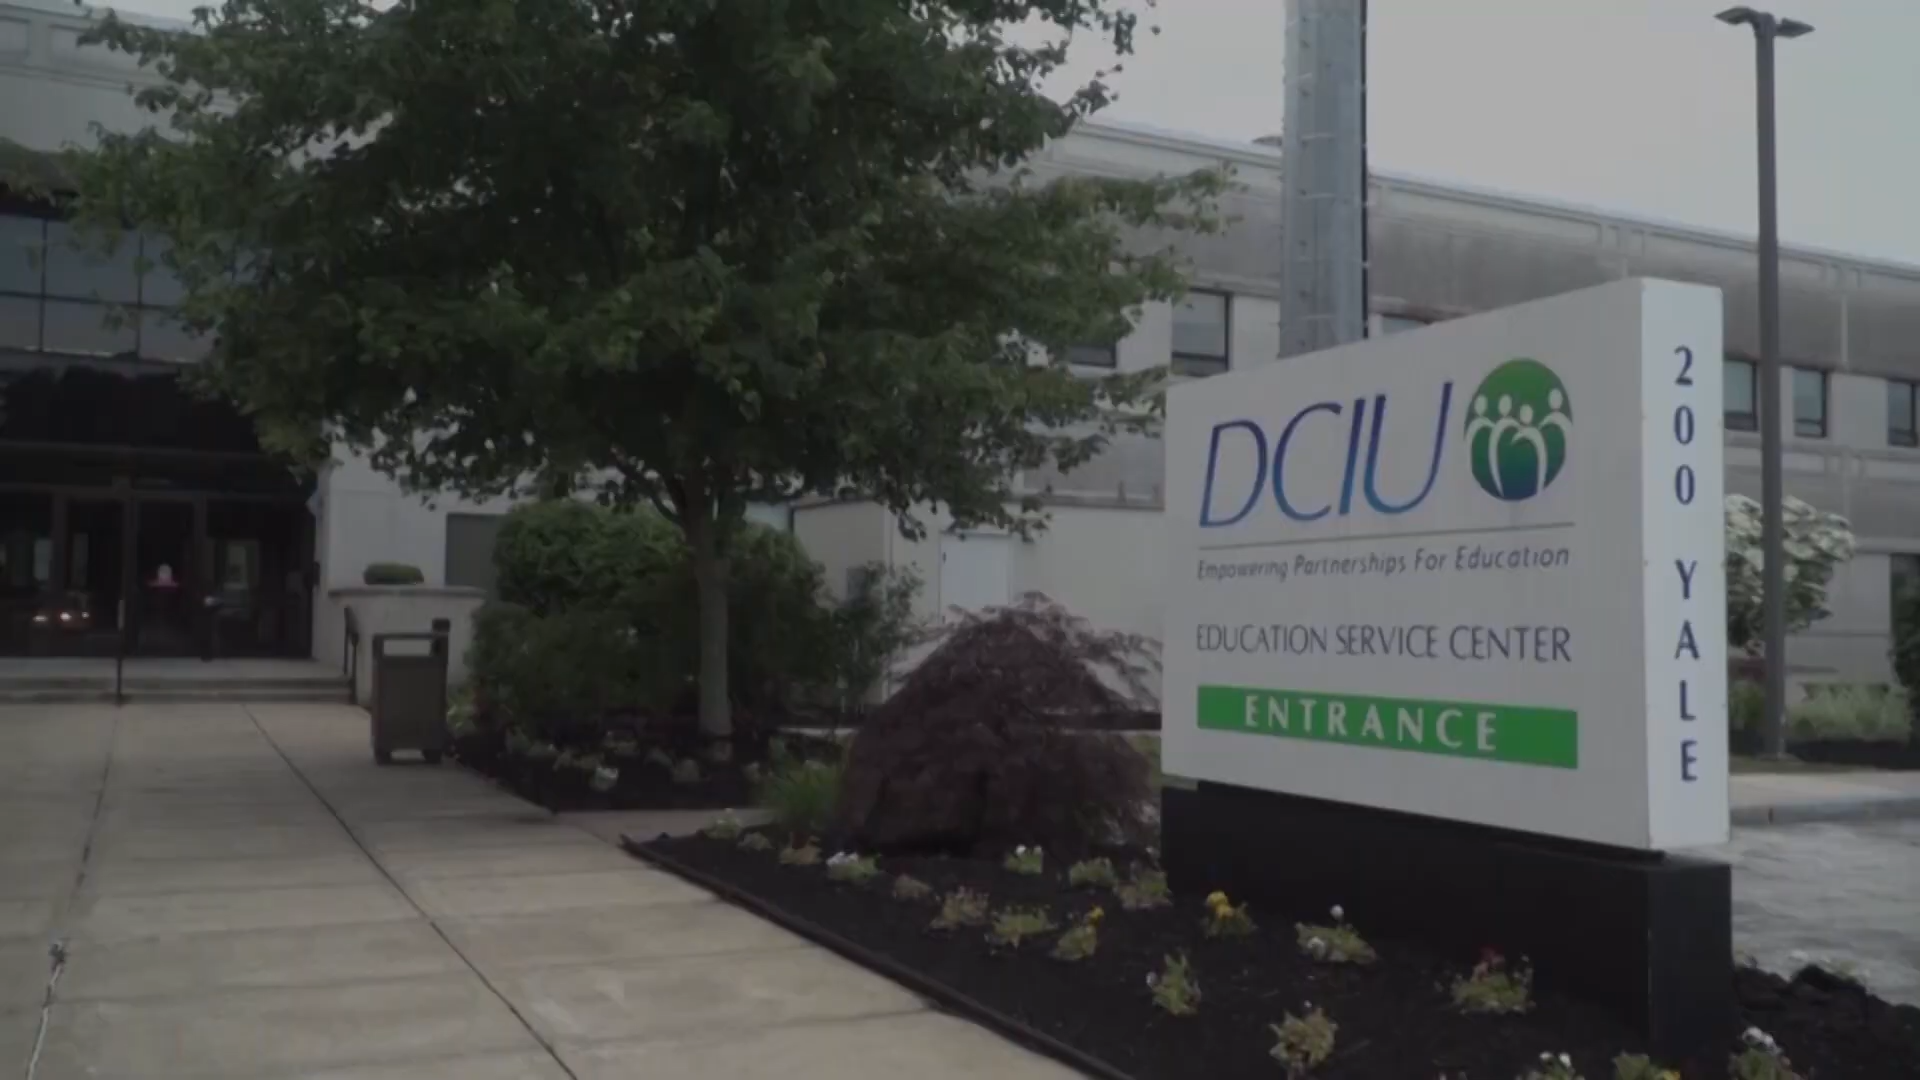 DCIU
Empowering Partnerships For Education
EDUCATION SERVICE CENTER
ENTRANCE
200 YALE